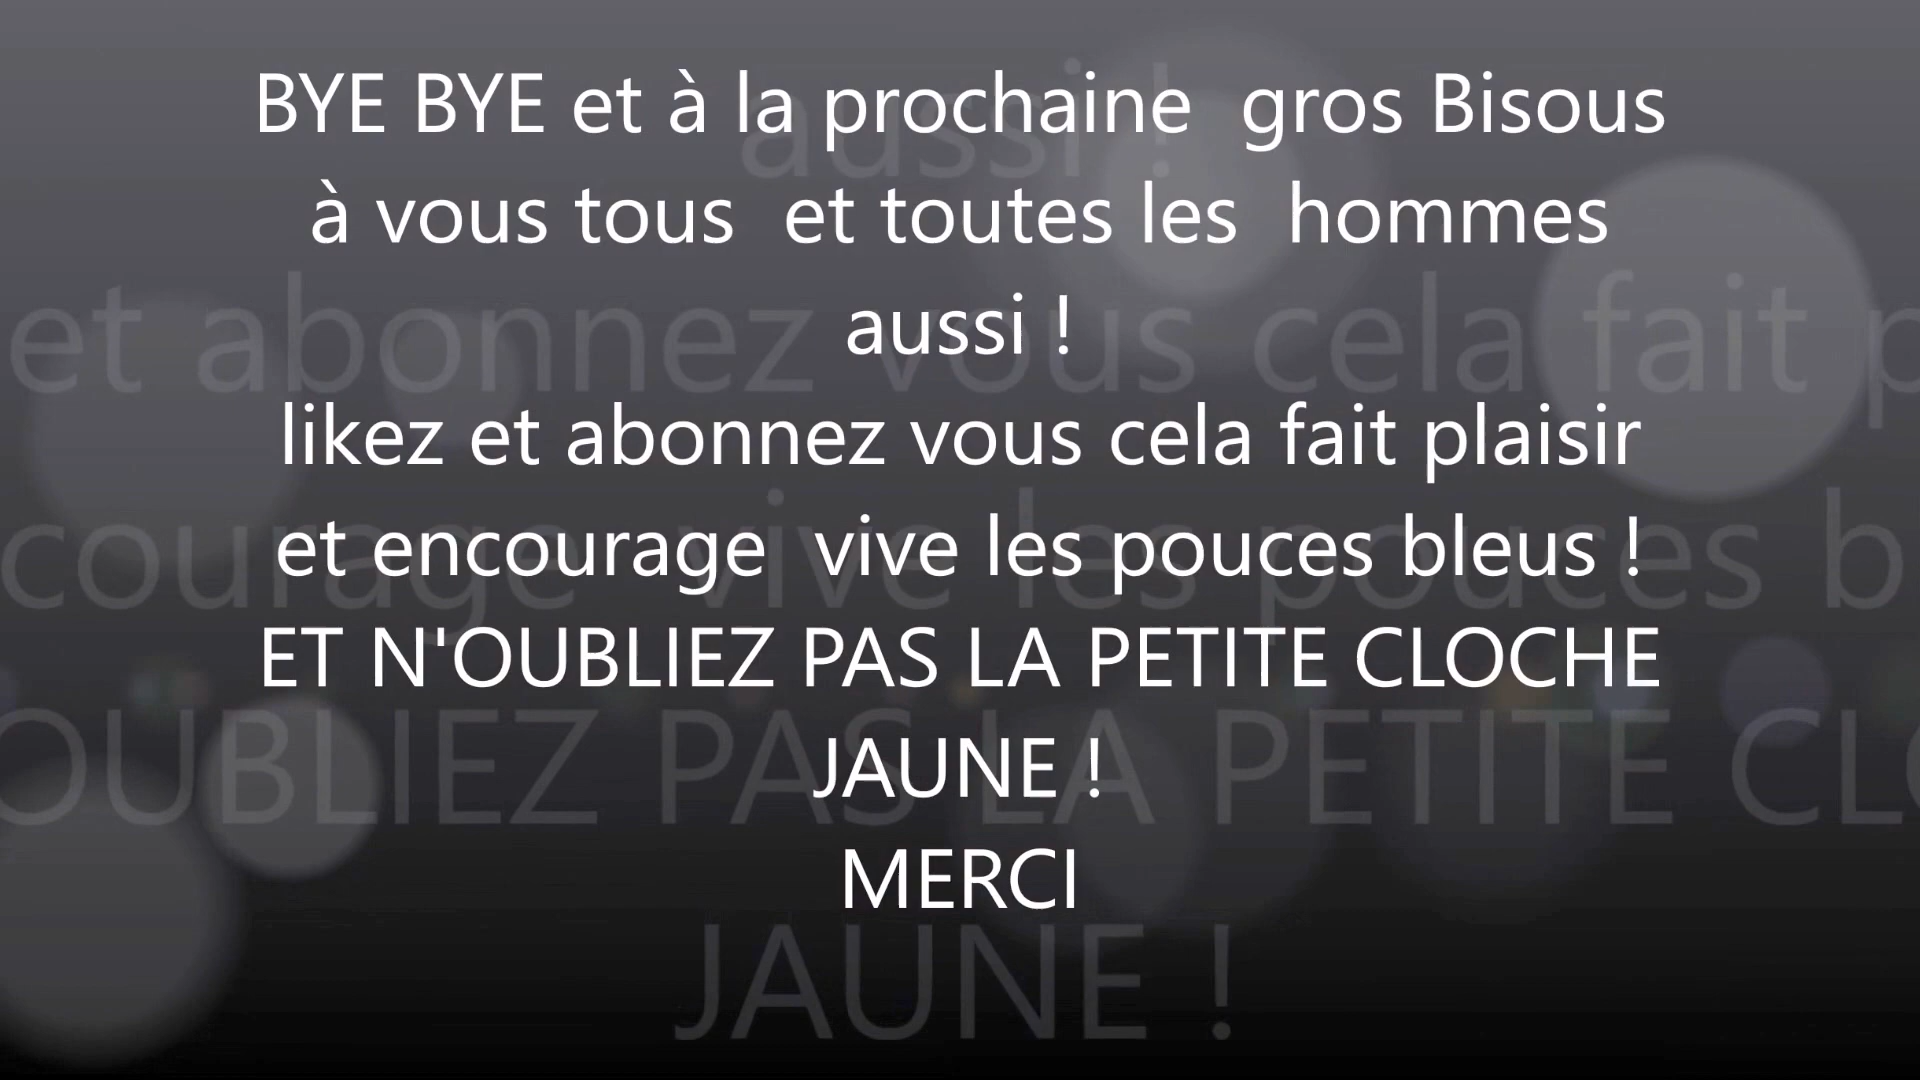 BYE BYE et à la prochaine  gros Bisous
à vous tous  et toutes les  hommes
aussi !
likez et abonnez vous cela fait plaisir
et encourage  vive les pouces bleus !
ET N'OUBLIEZ PAS LA PETITE CLOCHE
JAUNE !
MERCI